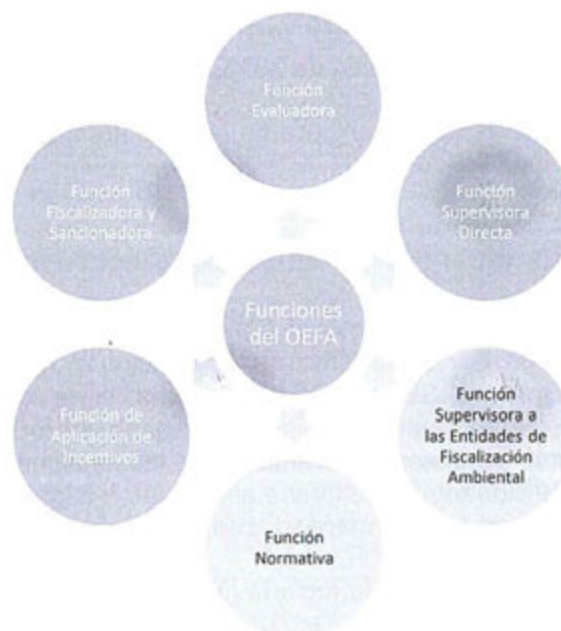 Función
Evaluadora
Función
Fiscalizadora y
Sancionadora
Función
Supervisora
Directa
Funciones
del OEFA
Función de
Aplicación de
Incentivos
Función
Supervisora a
las Entidades de
Fiscalización
Ambiental
Función
Normativa